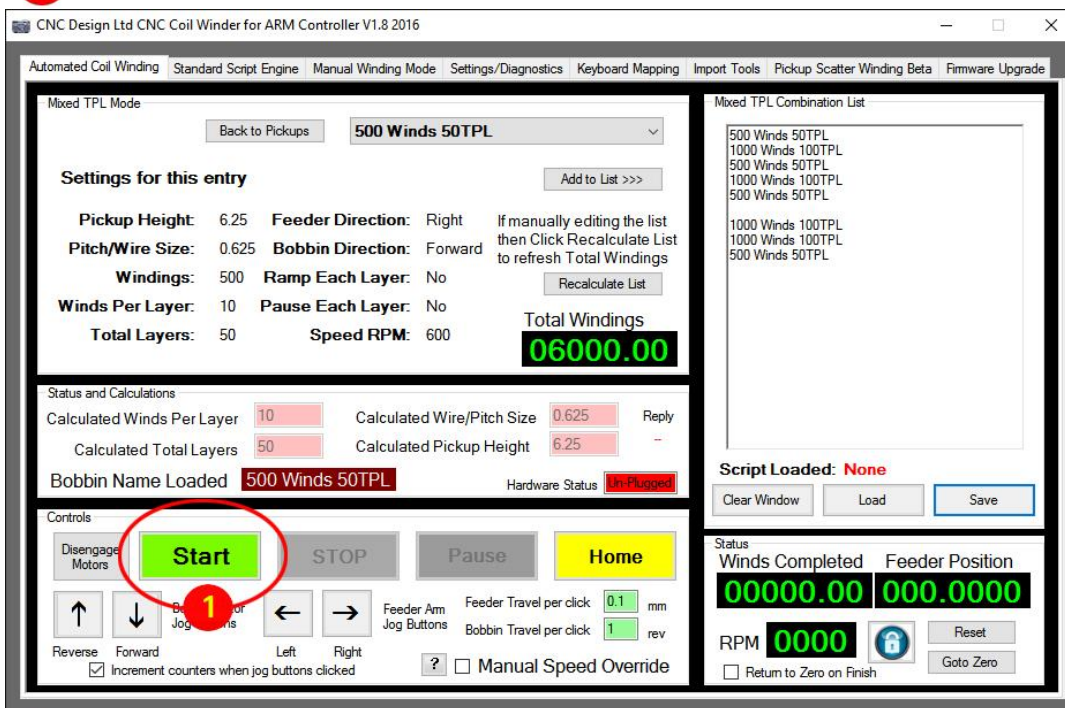 CNC Design Ltd CNC Coil Winder for ARM Controller V1.8 2016
Automated Coil Winding Standard Script Engine Manual Winding Mode Settings/Diagnostics Keyboard Mapping Import Tools Pickup Scatter Winding Beta Firmware Upgrade
Mixed TPL Mode
Back to Pickups 500 Winds 50TPL
Settings for this entry Add to List >>>
Pickup Height: 6.25 Feeder Direction: Right
Pitch/Wire Size: 0.625 Bobbin Direction: Forward
Windings: 500 Ramp Each Layer: No
Winds Per Layer: 10 Pause Each Layer: No
Total Layers: 50 Speed RPM: 600
If manually editing the list
then Click Recalculate List
to refresh Total Windings
Recalculate List
Total Windings
06000.00
Mixed TPL Combination List
500 Winds 50TPL
1000 Winds 100TPL
500 Winds 50TPL
1000 Winds 100TPL
500 Winds 50TPL
1000 Winds 100TPL
1000 Winds 100TPL
500 Winds 50TPL
Script Loaded: None
Clear Window Load Save
Status and Calculations
Calculated Winds Per Layer 10 Calculated Wire/Pitch Size 0.625 Reply
Calculated Total Layers 50 Calculated Pickup Height 6.25 --
Bobbin Name Loaded 500 Winds 50TPL Hardware Status Un-Plugged
Controls
Disengage
Motors
Start STOP Pause Home
1
Jog
Feeder Arm
Jog Buttons
Feeder Travel per click 0.1 mm
Bobbin Travel per click 1 rev
Reverse Forward Left Right
Increment counters when jog buttons clicked
? Manual Speed Override
Status
Winds Completed Feeder Position
00000.00 000.0000
RPM 0000 Reset
Return to Zero on Finish Goto Zero